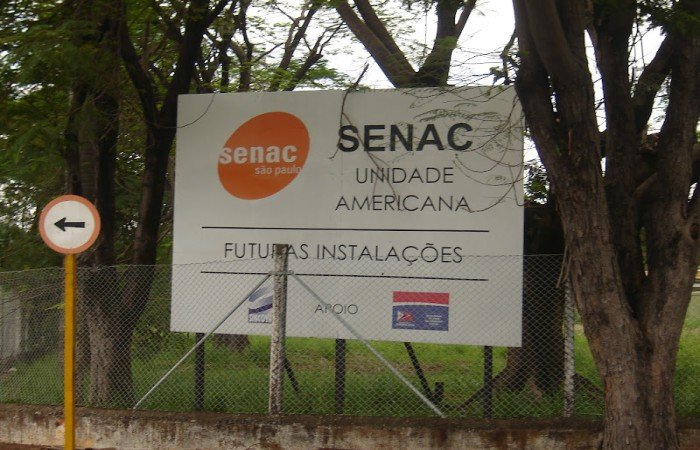 senac
são paulo
SENAC
UNIDADE
AMERICANA
FUTURAS INSTALAÇÕES
APOIO